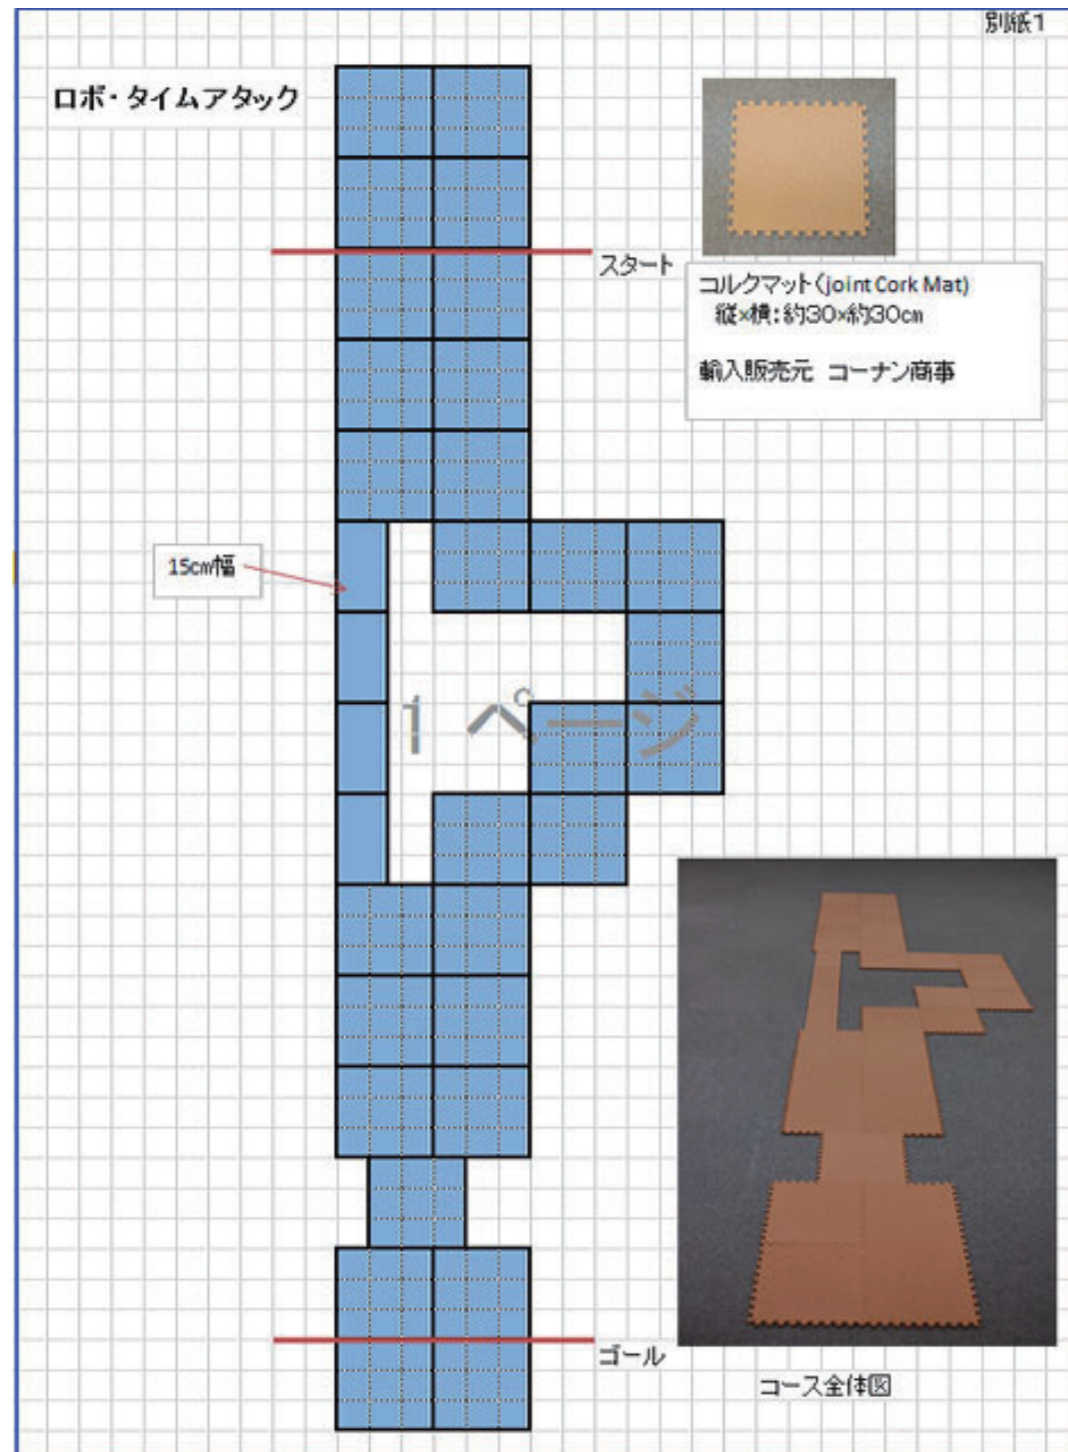 別紙1
ロボ・タイムアタック
スタート
コルクマット(joint Cork Mat)
縦×横:約30×約30cm
輸入販売元 コーナン商事
15cm幅
1 ページ
ゴール
コース全体図